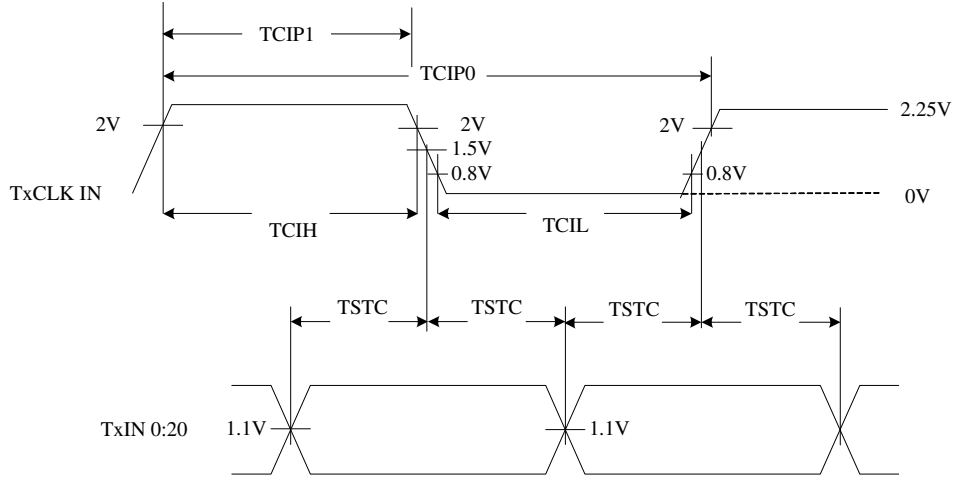 TCIP1
TCIP0
2.25V
2V
2V
2V
1.5V
0.8V
0.8V
TxCLK IN
0V
TCIH
TCIL
TSTC
TSTC
TSTC
TSTC
TxIN 0:20
1.1V
1.1V